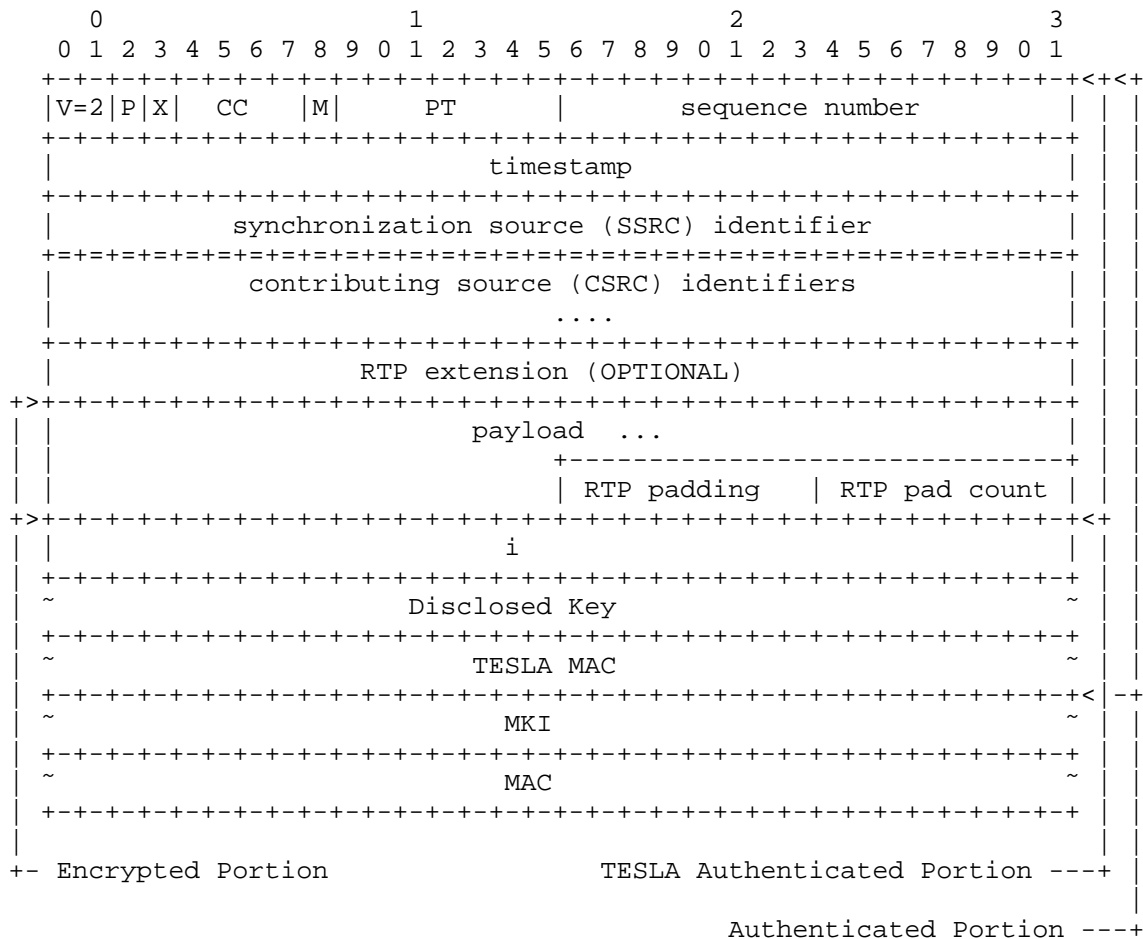 0                   1                   2                   3
0 1 2 3 4 5 6 7 8 9 0 1 2 3 4 5 6 7 8 9 0 1 2 3 4 5 6 7 8 9 0 1
+-+-+-+-+-+-+-+-+-+-+-+-+-+-+-+-+-+-+-+-+-+-+-+-+-+-+-+-+-+-+-+-+<+<+
|V=2|P|X|  CC   |M|     PT      |       sequence number         | | |
+-+-+-+-+-+-+-+-+-+-+-+-+-+-+-+-+-+-+-+-+-+-+-+-+-+-+-+-+-+-+-+-+ | |
|                           timestamp                           | | |
+-+-+-+-+-+-+-+-+-+-+-+-+-+-+-+-+-+-+-+-+-+-+-+-+-+-+-+-+-+-+-+-+ | |
|           synchronization source (SSRC) identifier            | | |
+=+=+=+=+=+=+=+=+=+=+=+=+=+=+=+=+=+=+=+=+=+=+=+=+=+=+=+=+=+=+=+=+ | |
|            contributing source (CSRC) identifiers             | | |
|                               ....                            | | |
+-+-+-+-+-+-+-+-+-+-+-+-+-+-+-+-+-+-+-+-+-+-+-+-+-+-+-+-+-+-+-+-+ | |
|                   RTP extension (OPTIONAL)                    | | |
+>+-+-+-+-+-+-+-+-+-+-+-+-+-+-+-+-+-+-+-+-+-+-+-+-+-+-+-+-+-+-+-+-+ | |
| |                          payload  ...                         | | |
| |                               +-------------------------------+ | |
| |                               | RTP padding   | RTP pad count | | |
+>+-+-+-+-+-+-+-+-+-+-+-+-+-+-+-+-+-+-+-+-+-+-+-+-+-+-+-+-+-+-+-+-+<+ |
| |                            i                                  | | |
| +-+-+-+-+-+-+-+-+-+-+-+-+-+-+-+-+-+-+-+-+-+-+-+-+-+-+-+-+-+-+-+-+ | |
| ~                      Disclosed Key                            ~ | |
| +-+-+-+-+-+-+-+-+-+-+-+-+-+-+-+-+-+-+-+-+-+-+-+-+-+-+-+-+-+-+-+-+ | |
| ~                          TESLA MAC                            ~ | |
| +-+-+-+-+-+-+-+-+-+-+-+-+-+-+-+-+-+-+-+-+-+-+-+-+-+-+-+-+-+-+-+-+<|-+
| ~                            MKI                                ~ | |
| +-+-+-+-+-+-+-+-+-+-+-+-+-+-+-+-+-+-+-+-+-+-+-+-+-+-+-+-+-+-+-+-+ | |
| ~                            MAC                                ~ | |
| +-+-+-+-+-+-+-+-+-+-+-+-+-+-+-+-+-+-+-+-+-+-+-+-+-+-+-+-+-+-+-+-+ | |
|                                                                   | |
+- Encrypted Portion                 TESLA Authenticated Portion ---+ |
|
Authenticated Portion ---+